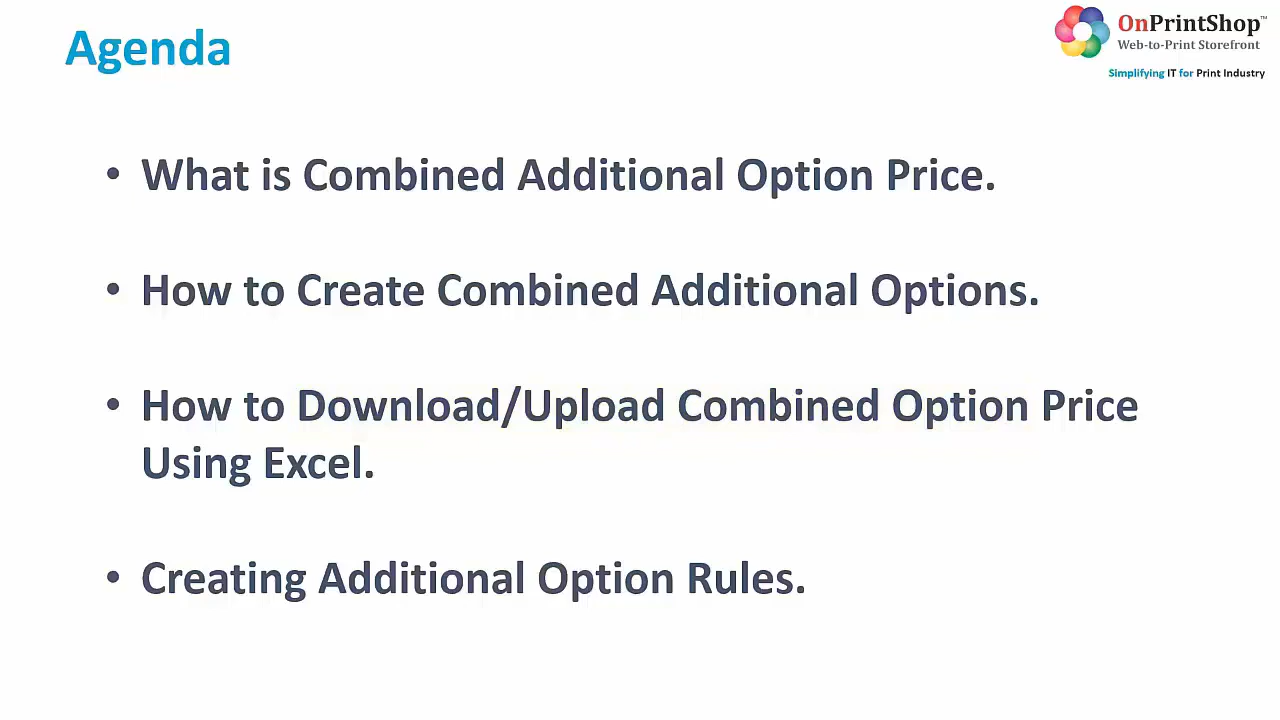 Agenda
OnPrintShop™
Web-to-Print Storefront
Simplifying IT for Print Industry
• What is Combined Additional Option Price.
• How to Create Combined Additional Options.
• How to Download/Upload Combined Option Price
Using Excel.
• Creating Additional Option Rules.